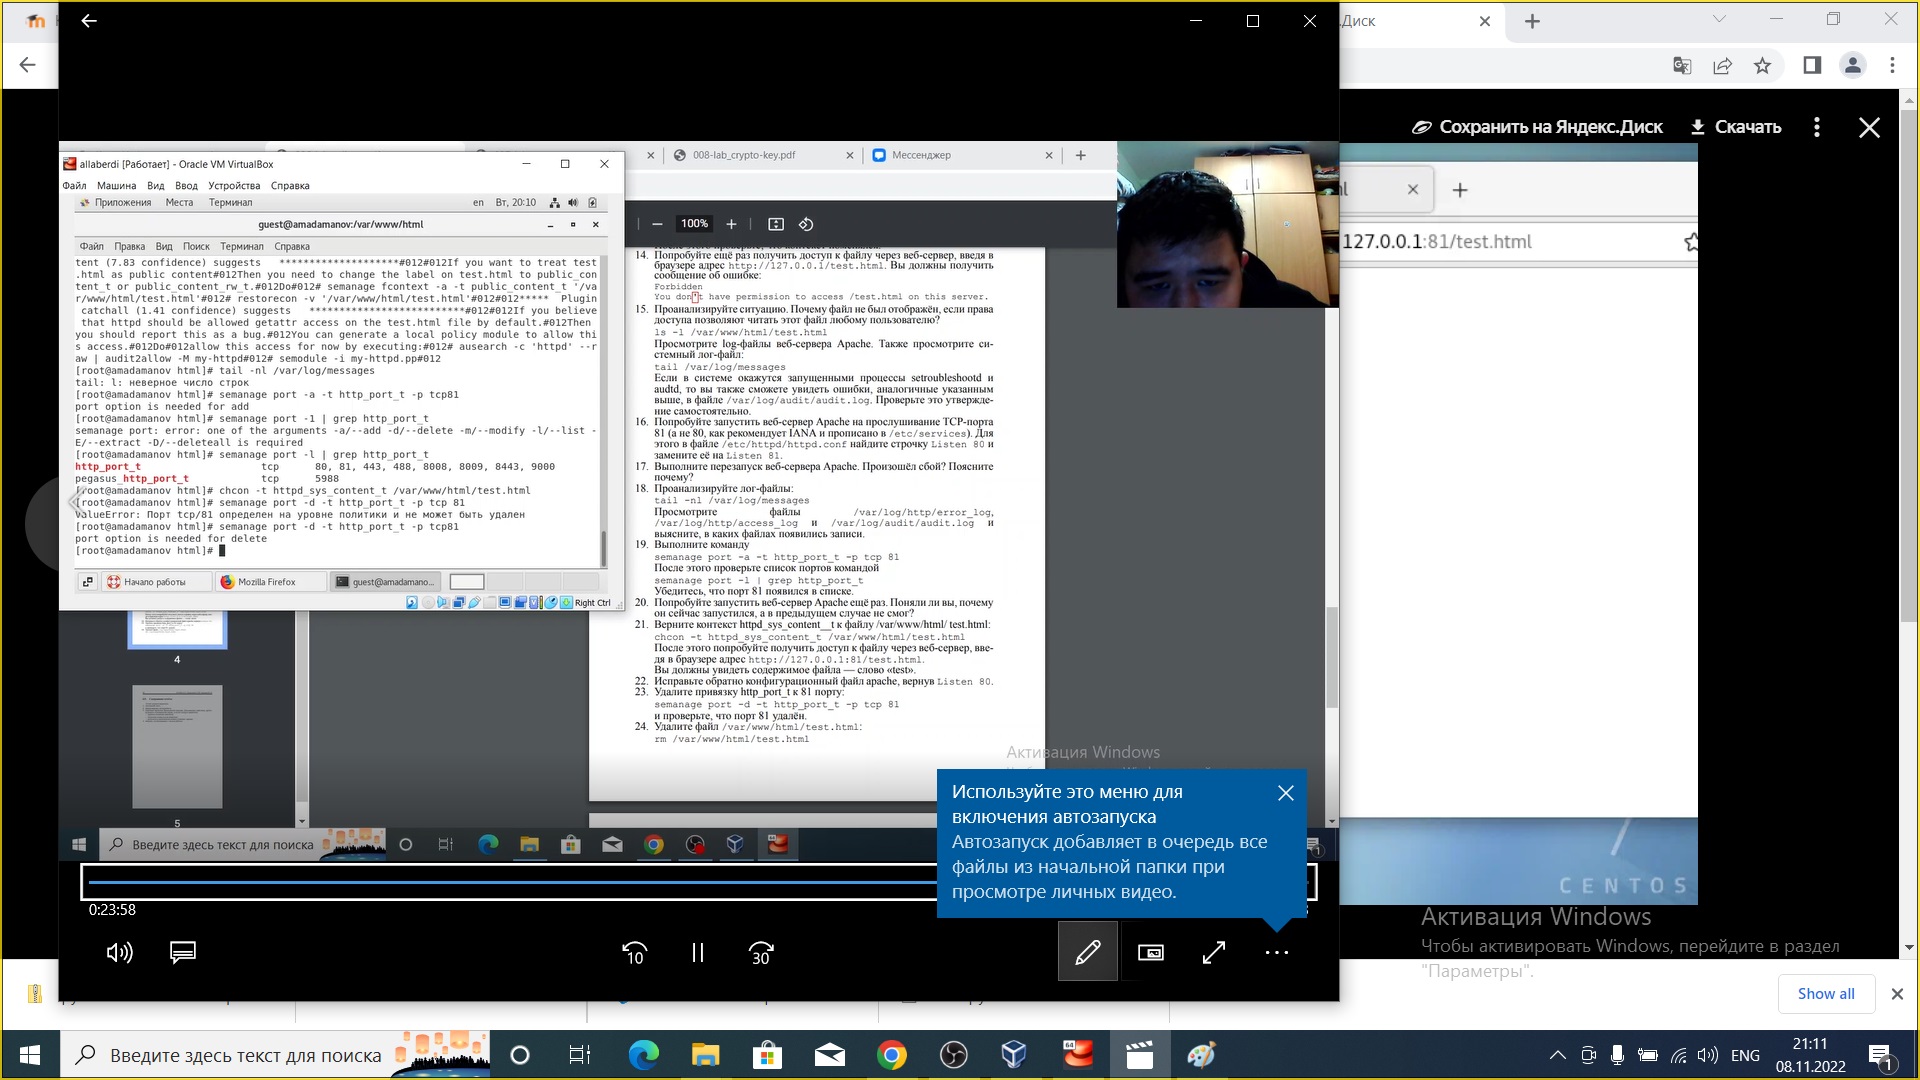 .Диск
Сохранить на Яндекс.Диск
Скачать
127.0.0.1:81/test.html
008-lab_crypto-key.pdf
Мессенджер
allaberdi [Работает] - Oracle VM VirtualBox
Файл Машина Вид Ввод Устройства Справка
Приложения Места Терминал en Вт, 20:10
guest@amadamanov:/var/www/html
Файл Правка Вид Поиск Терминал Справка
tent (7.83 confidence) suggests ********************#012#012If you want to treat test
.html as public content#012Then you need to change the label on test.html to public_con
tent_t or public_content_rw_t.#012Do#012# semanage fcontext -a -t public_content_t '/va
r/www/html/test.html'#012# restorecon -v '/var/www/html/test.html'#012#012***** Plugin
catchall (1.41 confidence) suggests **************************#012#012If you believe
that httpd should be allowed getattr access on the test.html file by default.#012Then
you should report this as a bug.#012You can generate a local policy module to allow thi
s access.#012Do#012allow this access for now by executing:#012# ausearch -c 'httpd' --r
aw | audit2allow -M my-httpd#012# semodule -i my-httpd.pp#012
[root@amadamanov html]# tail -nl /var/log/messages
tail: l: неверное число строк
[root@amadamanov html]# semanage port -a -t http_port_t -p tcp81
port option is needed for add
[root@amadamanov html]# semanage port -1 | grep http_port_t
semanage port: error: one of the arguments -a/--add -d/--delete -m/--modify -l/--list -
E/--extract -D/--deleteall is required
[root@amadamanov html]# semanage port -l | grep http_port_t
http_port_t tcp 80, 81, 443, 488, 8008, 8009, 8443, 9000
pegasus_http_port_t tcp 5988
[root@amadamanov html]# chcon -t httpd_sys_content_t /var/www/html/test.html
[root@amadamanov html]# semanage port -d -t http_port_t -p tcp 81
ValueError: Порт tcp/81 определен на уровне политики и не может быть удален
[root@amadamanov html]# semanage port -d -t http_port_t -p tcp81
port option is needed for delete
[root@amadamanov html]#
Начало работы
Mozilla Firefox
guest@amadamano...
Right Ctrl
100%
14. Попробуйте ещё раз получить доступ к файлу через веб-сервер, введя в
браузере адрес http://127.0.0.1/test.html. Вы должны получить
сообщение об ошибке:
Forbidden
You don't have permission to access /test.html on this server.
15. Проанализируйте ситуацию. Почему файл не был отображён, если права
доступа позволяют читать этот файл любому пользователю?
ls -l /var/www/html/test.html
Просмотрите log-файлы веб-сервера Apache. Также просмотрите си-
стемный лог-файл:
tail /var/log/messages
Если в системе окажутся запущенными процессы setroubleshootd и
audtd, то вы также сможете увидеть ошибки, аналогичные указанным
выше, в файле /var/log/audit/audit.log. Проверьте это утвержде-
ние самостоятельно.
16. Попробуйте запустить веб-сервер Apache на прослушивание TCP-порта
81 (а не 80, как рекомендует IANA и прописано в /etc/services). Для
этого в файле /etc/httpd/httpd.conf найдите строчку Listen 80 и
замените её на Listen 81.
17. Выполните перезапуск веб-сервера Apache. Произошёл сбой? Поясните
почему?
18. Проанализируйте лог-файлы:
tail -nl /var/log/messages
Просмотрите файлы /var/log/http/error_log,
/var/log/http/access_log и /var/log/audit/audit.log и
выясните, в каких файлах появились записи.
19. Выполните команду
semanage port -a -t http_port_t -p tcp 81
После этого проверьте список портов командой
semanage port -l | grep http_port_t
Убедитесь, что порт 81 появился в списке.
20. Попробуйте запустить веб-сервер Apache ещё раз. Поняли ли вы, почему
он сейчас запустился, а в предыдущем случае не смог?
21. Верните контекст httpd_sys_content__t к файлу /var/www/html/ test.html:
chcon -t httpd_sys_content_t /var/www/html/test.html
После этого попробуйте получить доступ к файлу через веб-сервер, вве-
дя в браузере адрес http://127.0.0.1:81/test.html.
Вы должны увидеть содержимое файла — слово «test».
22. Исправьте обратно конфигурационный файл apache, вернув Listen 80.
23. Удалите привязку http_port_t к 81 порту:
semanage port -d -t http_port_t -p tcp 81
и проверьте, что порт 81 удалён.
24. Удалите файл /var/www/html/test.html:
rm /var/www/html/test.html
4
5
Активация Windows
Введите здесь текст для поиска
Используйте это меню для
включения автозапуска
Автозапуск добавляет в очередь все
файлы из начальной папки при
просмотре личных видео.
0:23:58
10
30
CENTOS
Активация Windows
Чтобы активировать Windows, перейдите в раздел
"Параметры".
Show all
Введите здесь текст для поиска
64
ENG
21:11
08.11.2022
1